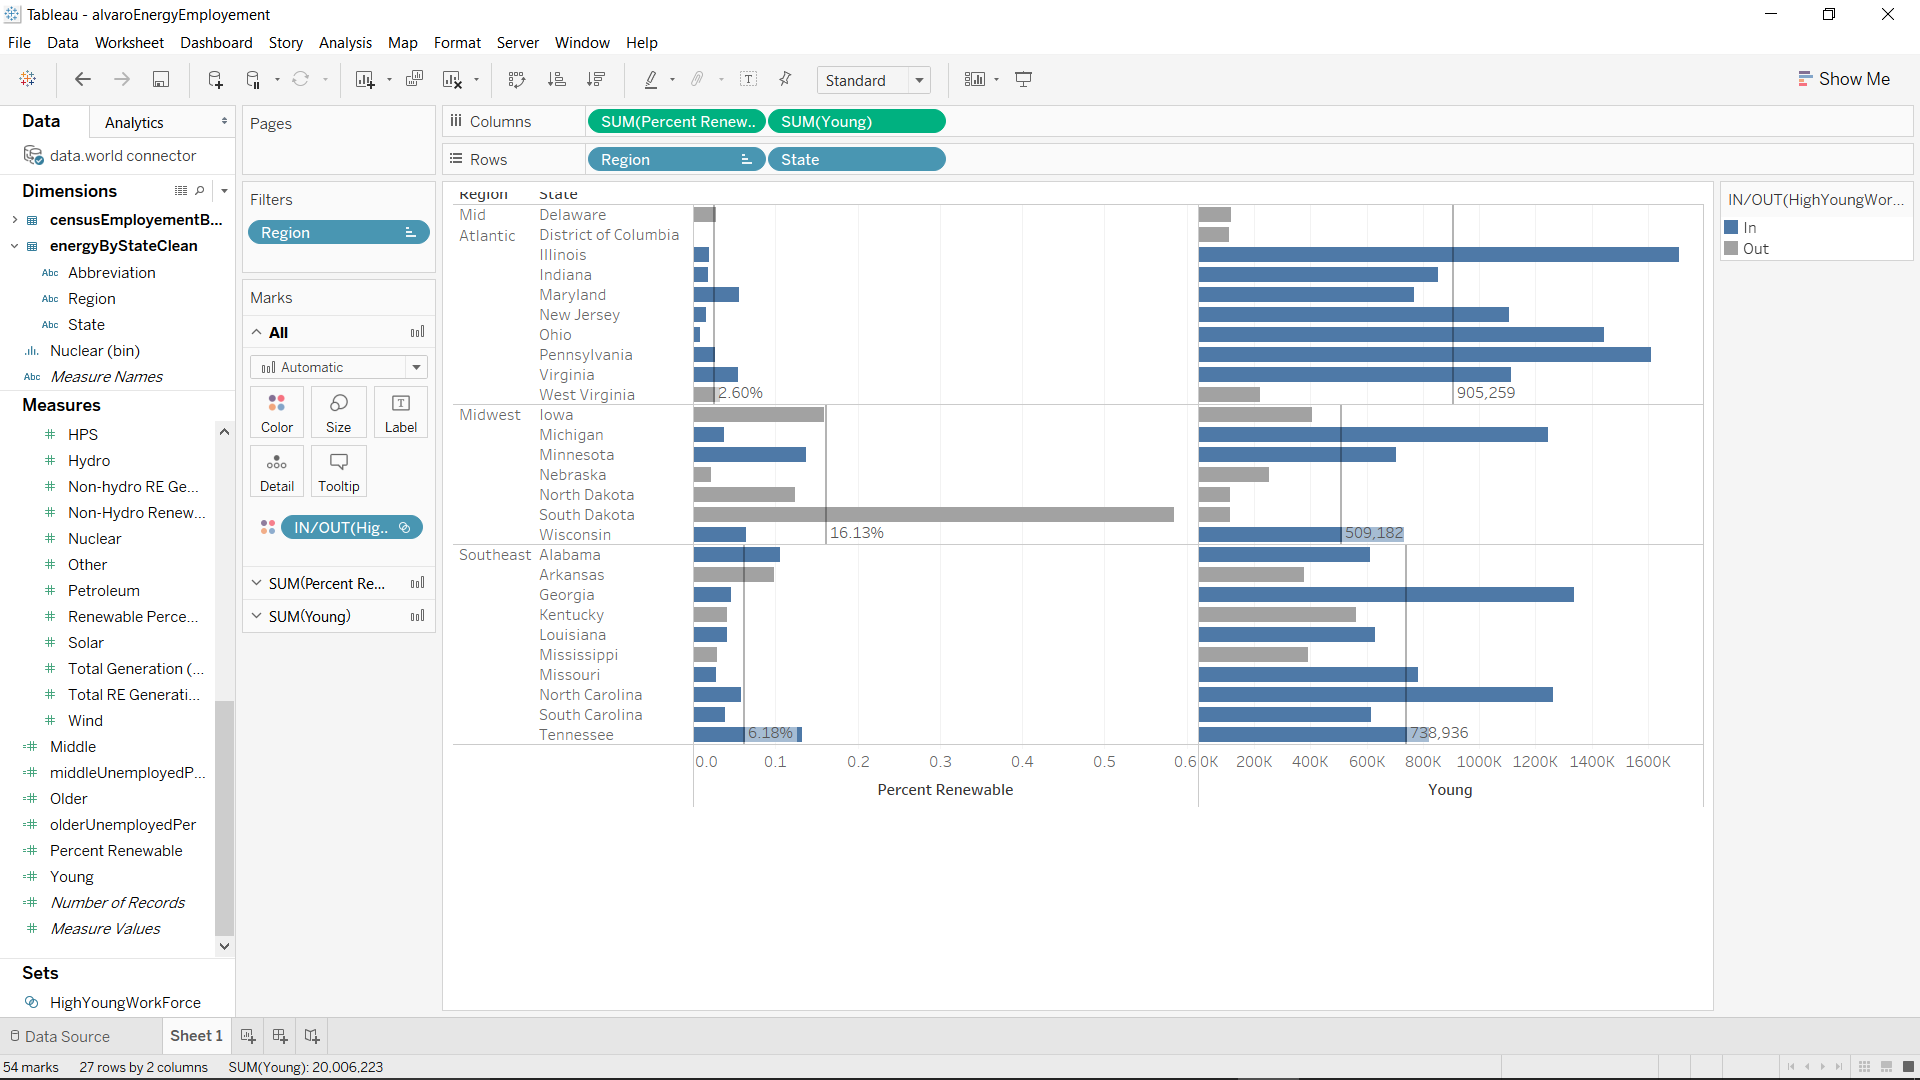 Tableau - alvaroEnergyEmployement
File Data Worksheet Dashboard Story Analysis Map Format Server Window Help
Standard
Show Me
Data Analytics
data.world connector
Dimensions
censusEmployementB...
energyByStateClean
Abc Abbreviation
Abc Region
Abc State
Nuclear (bin)
Abc Measure Names
Measures
HPS
Hydro
Non-hydro RE Ge...
Non-Hydro Renew...
Nuclear
Other
Petroleum
Renewable Perce...
Solar
Total Generation (...
Total RE Generati...
Wind
Middle
middleUnemployedP...
Older
olderUnemployedPer
Percent Renewable
Young
Number of Records
Measure Values
Sets
HighYoungWorkForce
Pages
Filters
Region
Marks
All
Automatic
Color Size Label
Detail Tooltip
IN/OUT(Hig..
SUM(Percent Re...
SUM(Young)
Columns SUM(Percent Renew.. SUM(Young)
Rows Region State
Region State
Mid Atlantic
Delaware
District of Columbia
Illinois
Indiana
Maryland
New Jersey
Ohio
Pennsylvania
Virginia
West Virginia 2.60% 905,259
Midwest Iowa
Michigan
Minnesota
Nebraska
North Dakota
South Dakota
Wisconsin 16.13% 509,182
Southeast Alabama
Arkansas
Georgia
Kentucky
Louisiana
Mississippi
Missouri
North Carolina
South Carolina
Tennessee 6.18% 738,936
0.0 0.1 0.2 0.3 0.4 0.5 0.6 0K 200K 400K 600K 800K 1000K 1200K 1400K 1600K
Percent Renewable Young
IN/OUT(HighYoungWor...
In
Out
Data Source Sheet 1
54 marks 27 rows by 2 columns SUM(Young): 20,006,223